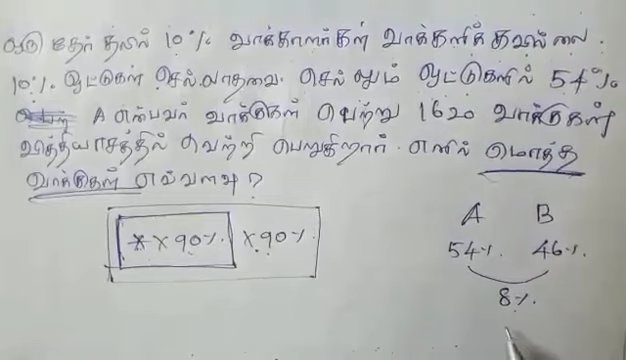 ஒரு தேர்தலில் 10% வாக்காளர்கள் வாக்களிக்கவில்லை.
10% ஓட்டுகள் செல்லாதவை. செல்லும் ஓட்டுகளில் 54%
A என்பவர் வாக்குகள் பெற்று 1620 வாக்குகள்
வித்தியாசத்தில் வெற்றி பெறுகிறார். எனில் மொத்த
வாக்குகள் எவ்வளவு?
A B
* x 90% x 90%
54% 46%
8%